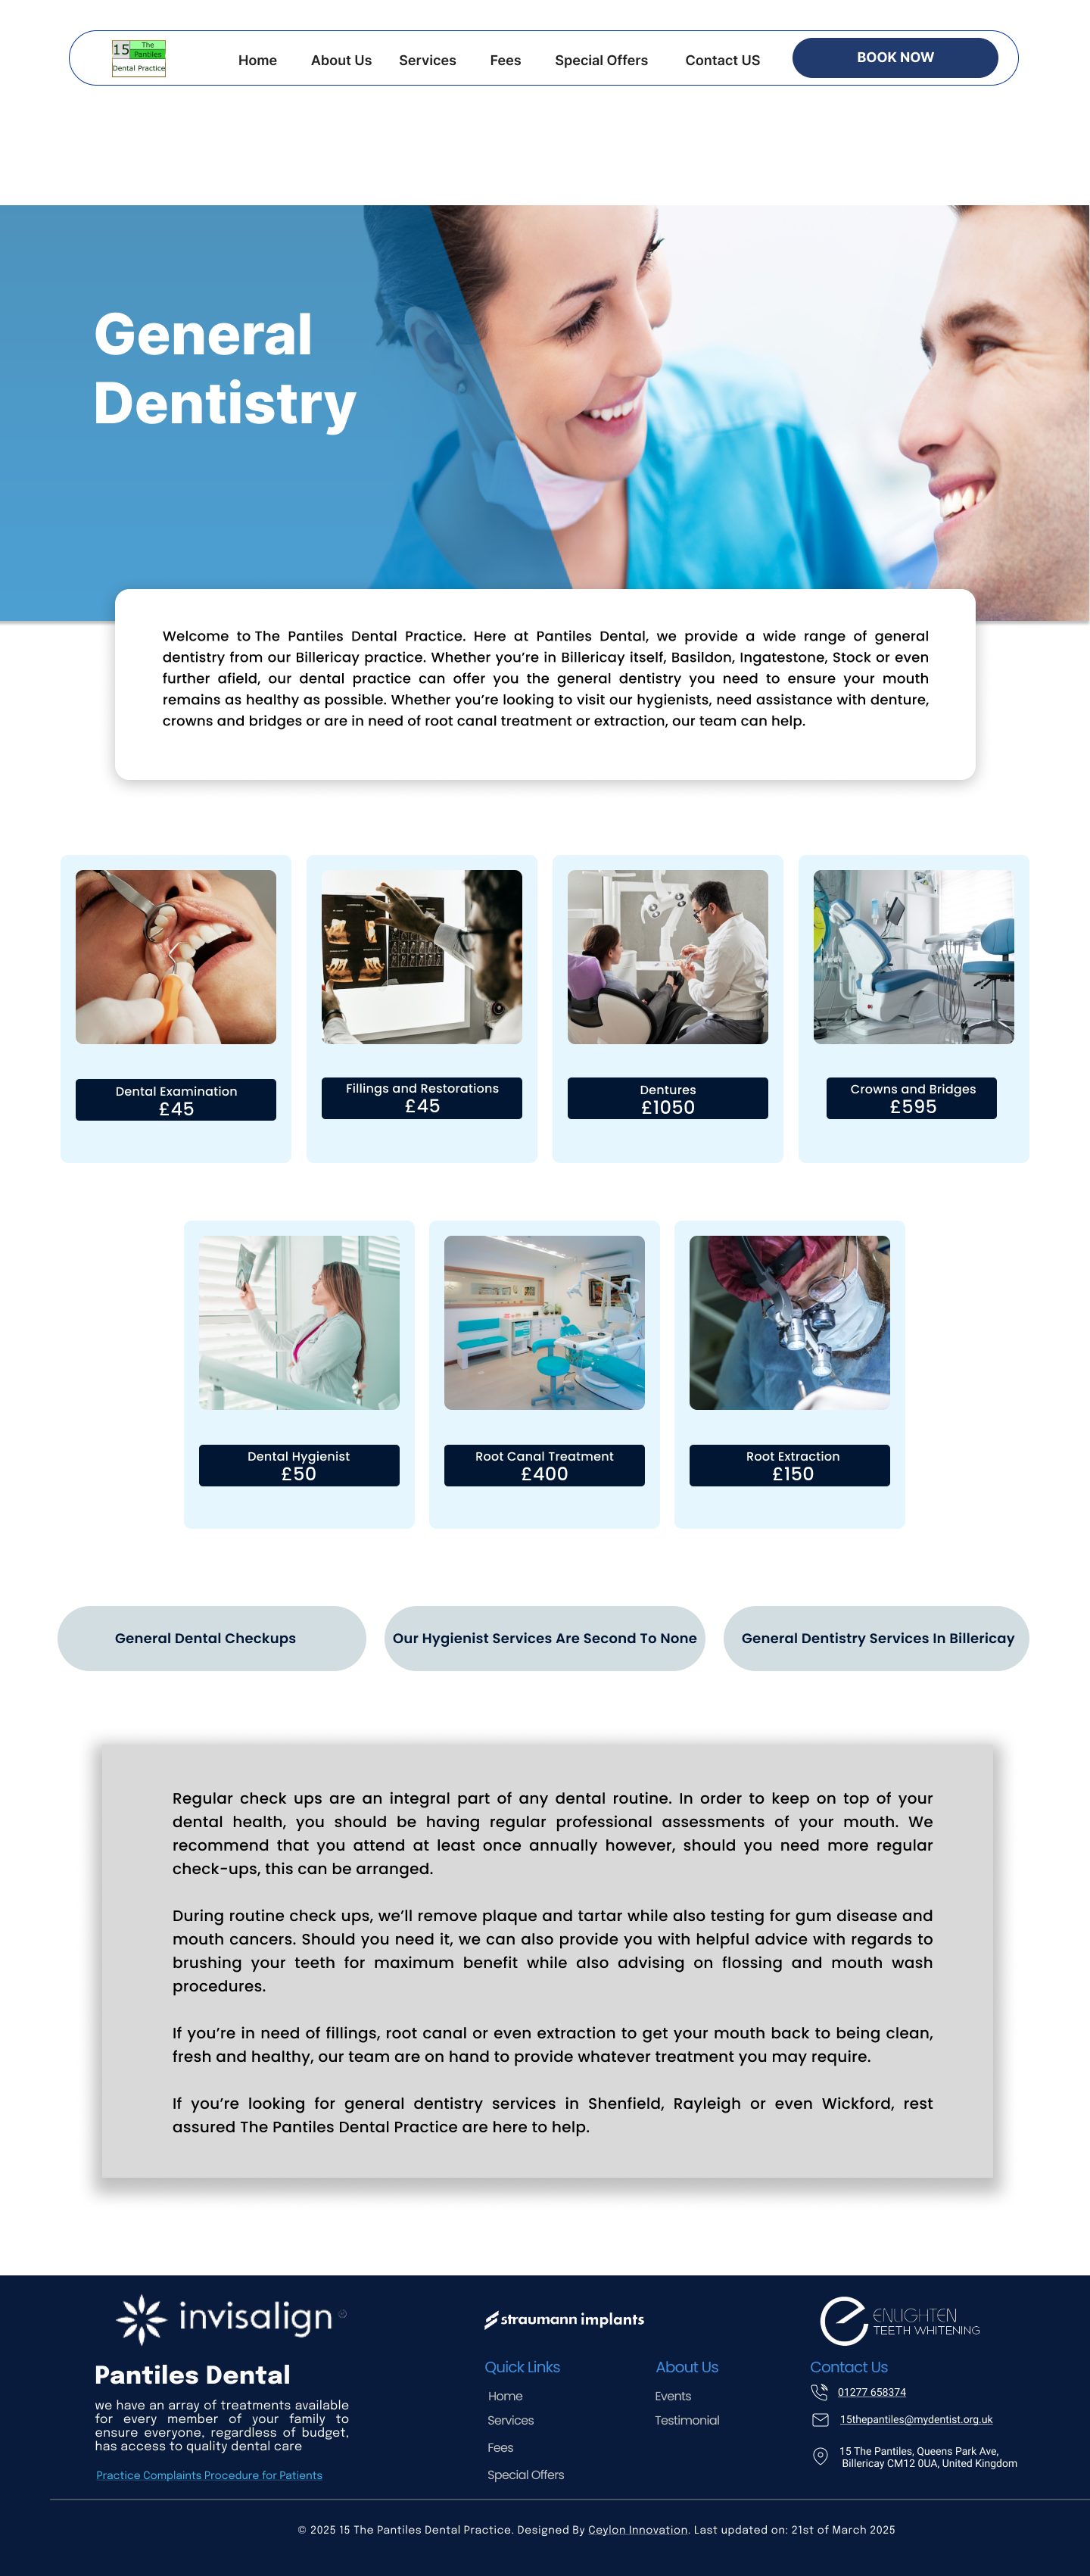 15 The
Pantiles
Dental Practice
Home About Us Services Fees Special Offers Contact US BOOK NOW
General
Dentistry
Welcome to The Pantiles Dental Practice. Here at Pantiles Dental, we provide a wide range of general
dentistry from our Billericay practice. Whether you’re in Billericay itself, Basildon, Ingatestone, Stock or even
further afield, our dental practice can offer you the general dentistry you need to ensure your mouth
remains as healthy as possible. Whether you’re looking to visit our hygienists, need assistance with denture,
crowns and bridges or are in need of root canal treatment or extraction, our team can help.
Dental Examination
£45
Fillings and Restorations
£45
Dentures
£1050
Crowns and Bridges
£595
Dental Hygienist
£50
Root Canal Treatment
£400
Root Extraction
£150
General Dental Checkups
Our Hygienist Services Are Second To None
General Dentistry Services In Billericay
Regular check ups are an integral part of any dental routine. In order to keep on top of your
dental health, you should be having regular professional assessments of your mouth. We
recommend that you attend at least once annually however, should you need more regular
check-ups, this can be arranged.
During routine check ups, we’ll remove plaque and tartar while also testing for gum disease and
mouth cancers. Should you need it, we can also provide you with helpful advice with regards to
brushing your teeth for maximum benefit while also advising on flossing and mouth wash
procedures.
If you’re in need of fillings, root canal or even extraction to get your mouth back to being clean,
fresh and healthy, our team are on hand to provide whatever treatment you may require.
If you’re looking for general dentistry services in Shenfield, Rayleigh or even Wickford, rest
assured The Pantiles Dental Practice are here to help.
invisalign
straumann implants
ENLIGHTEN
TEETH WHITENING
Pantiles Dental
we have an array of treatments available
for every member of your family to
ensure everyone, regardless of budget,
has access to quality dental care
Practice Complaints Procedure for Patients
Quick Links
Home
Services
Fees
Special Offers
About Us
Events
Testimonial
Contact Us
01277 658374
15thepantiles@mydentist.org.uk
15 The Pantiles, Queens Park Ave,
Billericay CM12 0UA, United Kingdom
© 2025 15 The Pantiles Dental Practice. Designed By Ceylon Innovation. Last updated on: 21st of March 2025